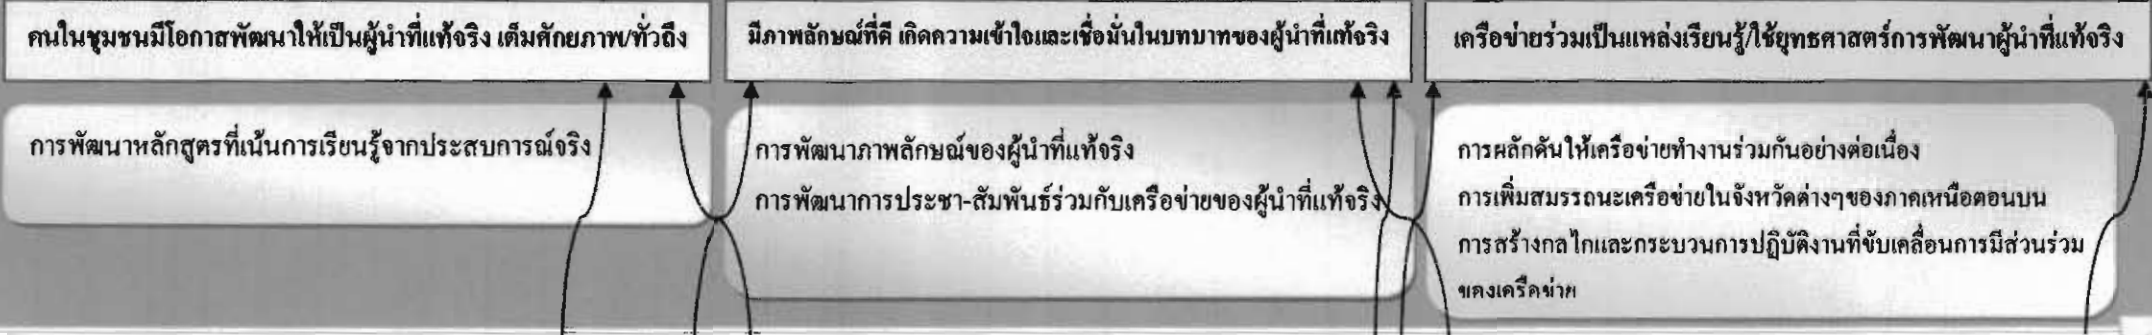 คนในชุมชนมีโอกาสพัฒนาให้เป็นผู้นำที่แท้จริง เต็มศักยภาพ/ทั่วถึง
มีภาพลักษณ์ที่ดี เกิดความเข้าใจและเชื่อมั่นในบทบาทของผู้นำที่แท้จริง
เครือข่ายร่วมเป็นแหล่งเรียนรู้/ใช้ยุทธศาสตร์การพัฒนาผู้นำที่แท้จริง
การพัฒนาหลักสูตรที่เน้นการเรียนรู้จากประสบการณ์จริง
การพัฒนาภาพลักษณ์ของผู้นำที่แท้จริง
การพัฒนาการประชา-สัมพันธ์ร่วมกับเครือข่ายของผู้นำที่แท้จริง
การผลักดันให้เครือข่ายทำงานร่วมกันอย่างต่อเนื่อง
การเพิ่มสมรรถนะเครือข่ายในจังหวัดต่างๆของภาคเหนือตอนบน
การสร้างกลไกและกระบวนการปฏิบัติงานที่ขับเคลื่อนการมีส่วนร่วม
ของเครือข่าย